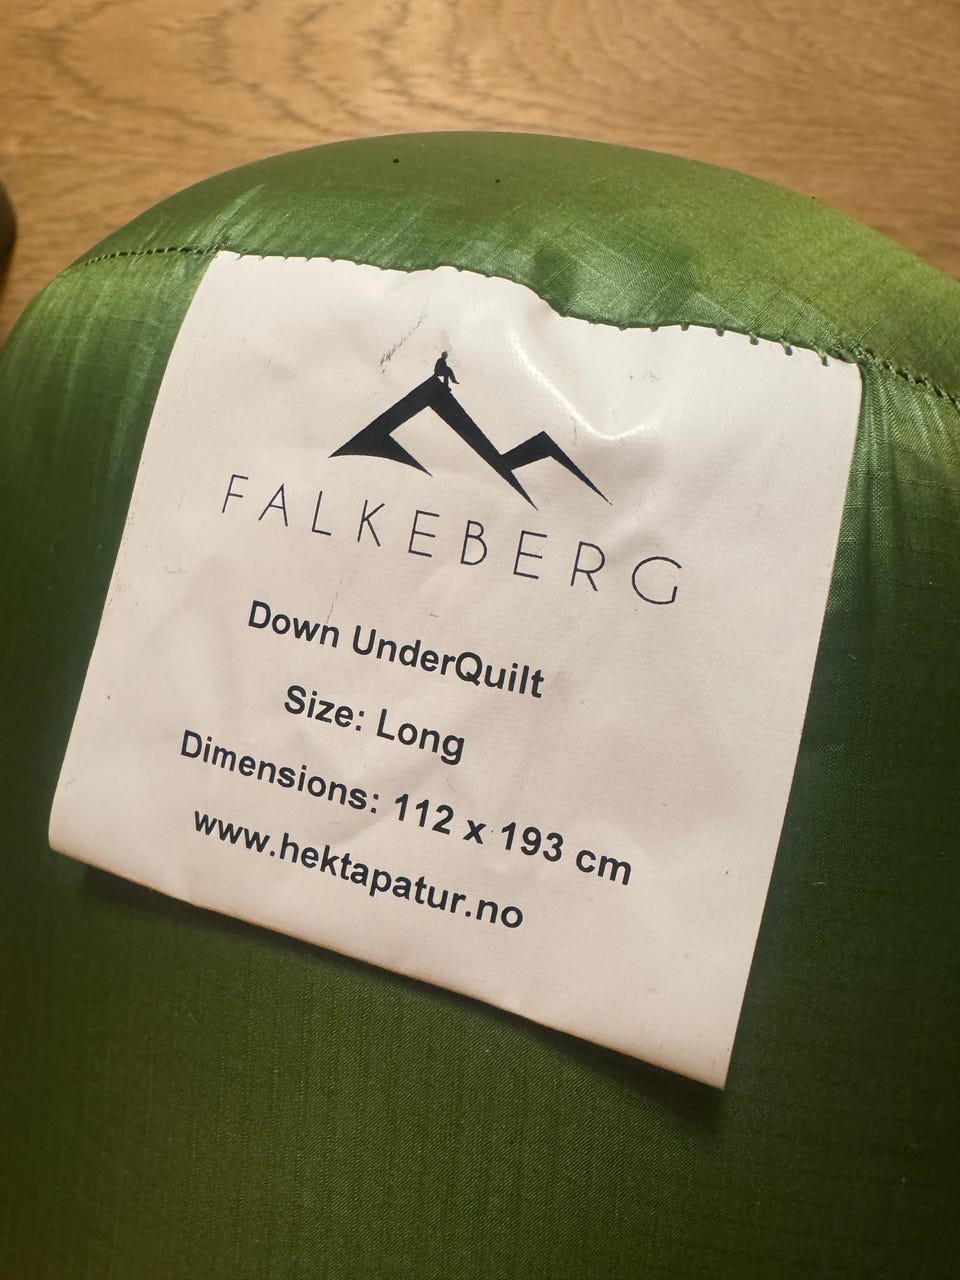 FALKEBERG
Down UnderQuilt
Size: Long
Dimensions: 112 x 193 cm
www.hektapatur.no